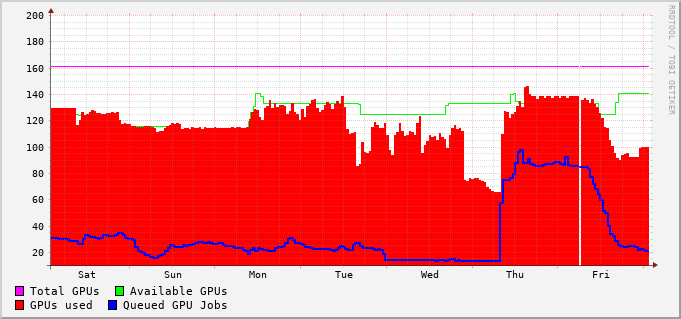 200
180
160
140
120
100
80
60
40
20
Sat Sun Mon Tue Wed Thu Fri
Total GPUs Available GPUs
GPUs used Queued GPU Jobs
RRDTOOL / TOBI OETIKER